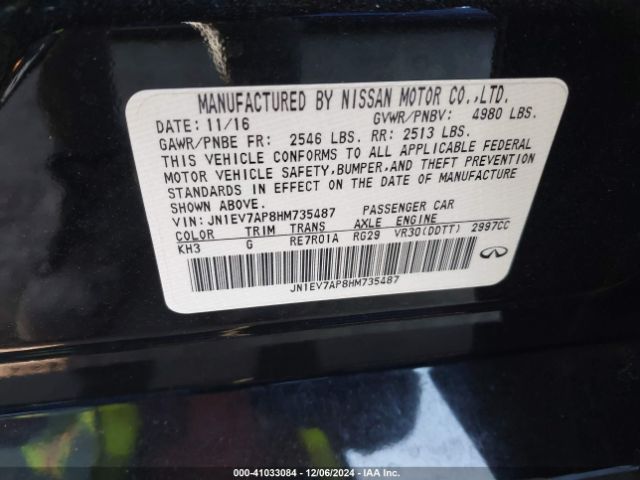 MANUFACTURED BY NISSAN MOTOR CO.,LTD.
DATE: 11/16 GVWR/PNBV: 4980 LBS.
GAWR/PNBE FR: 2546 LBS. RR: 2513 LBS.
THIS VEHICLE CONFORMS TO ALL APPLICABLE FEDERAL
MOTOR VEHICLE SAFETY,BUMPER,AND THEFT PREVENTION
STANDARDS IN EFFECT ON THE DATE OF MANUFACTURE
SHOWN ABOVE.
VIN: JN1EV7AP8HM735487 PASSENGER CAR
COLOR TRIM TRANS AXLE ENGINE
KH3 G RE7R01A RG29 VR30(DDTT) 2997CC
JN1EV7AP8HM735487
000-41033084 - 12/06/2024 - IAA Inc.